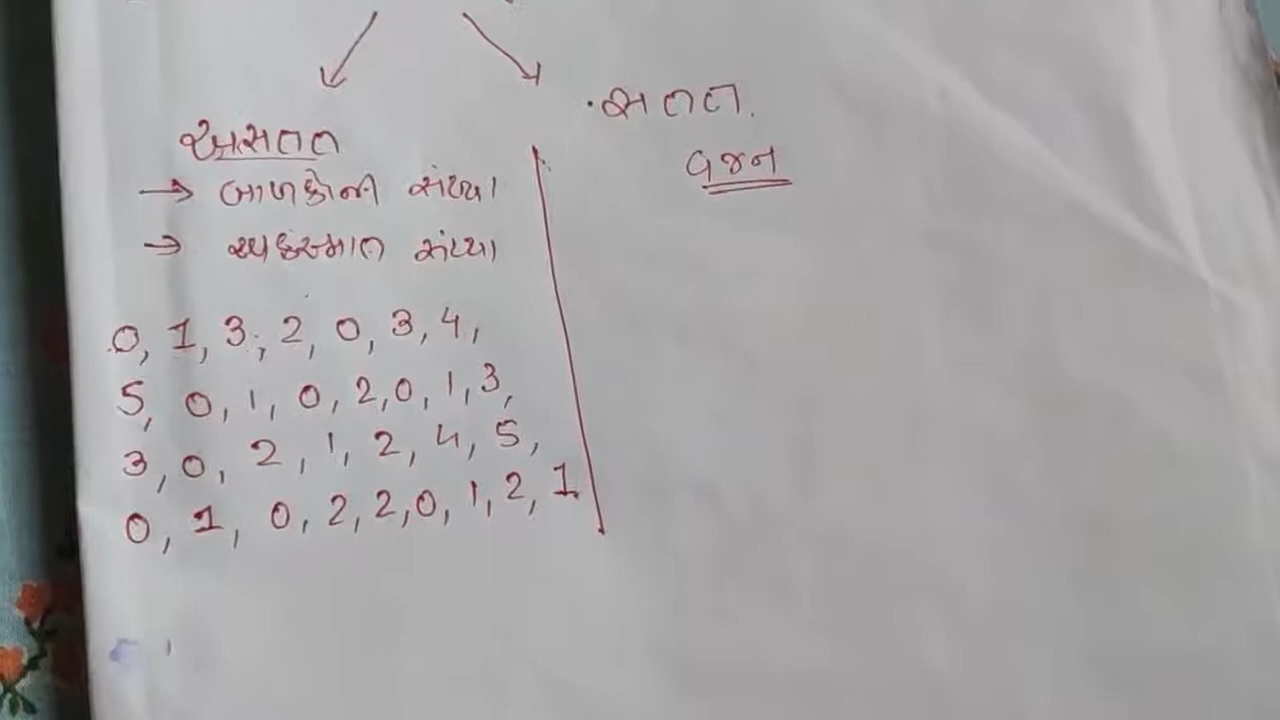 અસતત
સતત.
→ બાળકોની સંખ્યા
વજન
→ અકસ્માત સંખ્યા
0, 1, 3, 2, 0, 3, 4,
5, 0, 1, 0, 2, 0, 1, 3,
3, 0, 2, 1, 2, 4, 5,
0, 1, 0, 2, 2, 0, 1, 2, 1